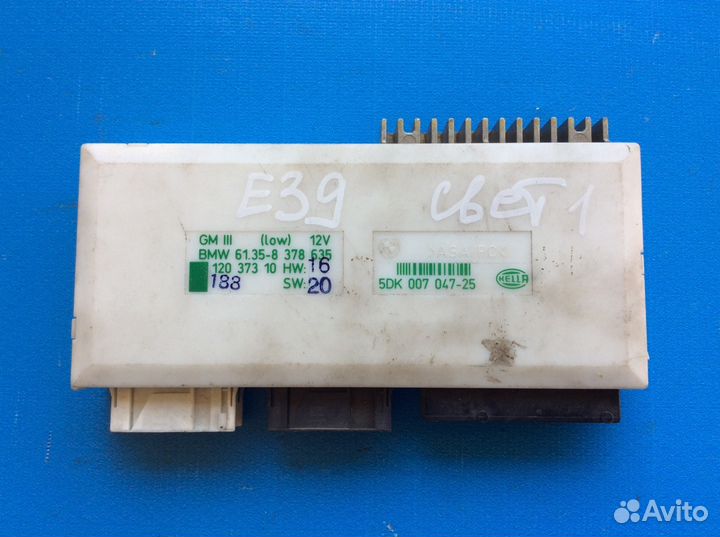 E39 СВЕТ 1
GM III (low) 12V
BMW 61.35-8 378 635
120 373 10 HW: 16
188 SW: 20
5DK 007 047-25
HELLA
Avito